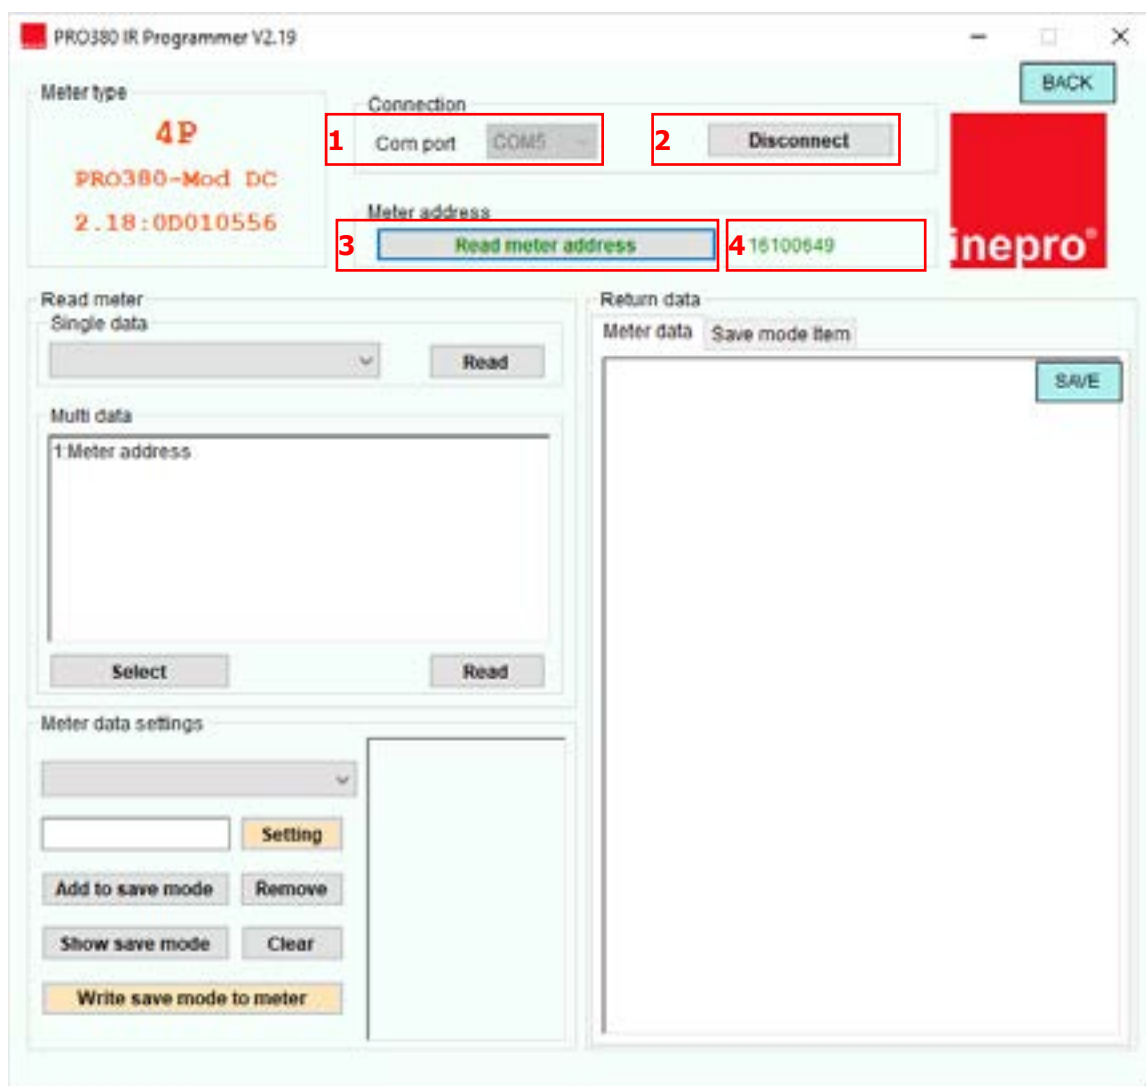 PRO380 IR Programmer V2.19
BACK
Meter type
4P
PRO380-Mod DC
2.18:0D010556
Connection
1 Com port COM5
2 Disconnect
Meter address
3 Read meter address
4 16100649
inepro®
Read meter
Single data
Read
Multi data
1:Meter address
Select Read
Meter data settings
Setting
Add to save mode Remove
Show save mode Clear
Write save mode to meter
Return data
Meter data Save mode Item
SAVE